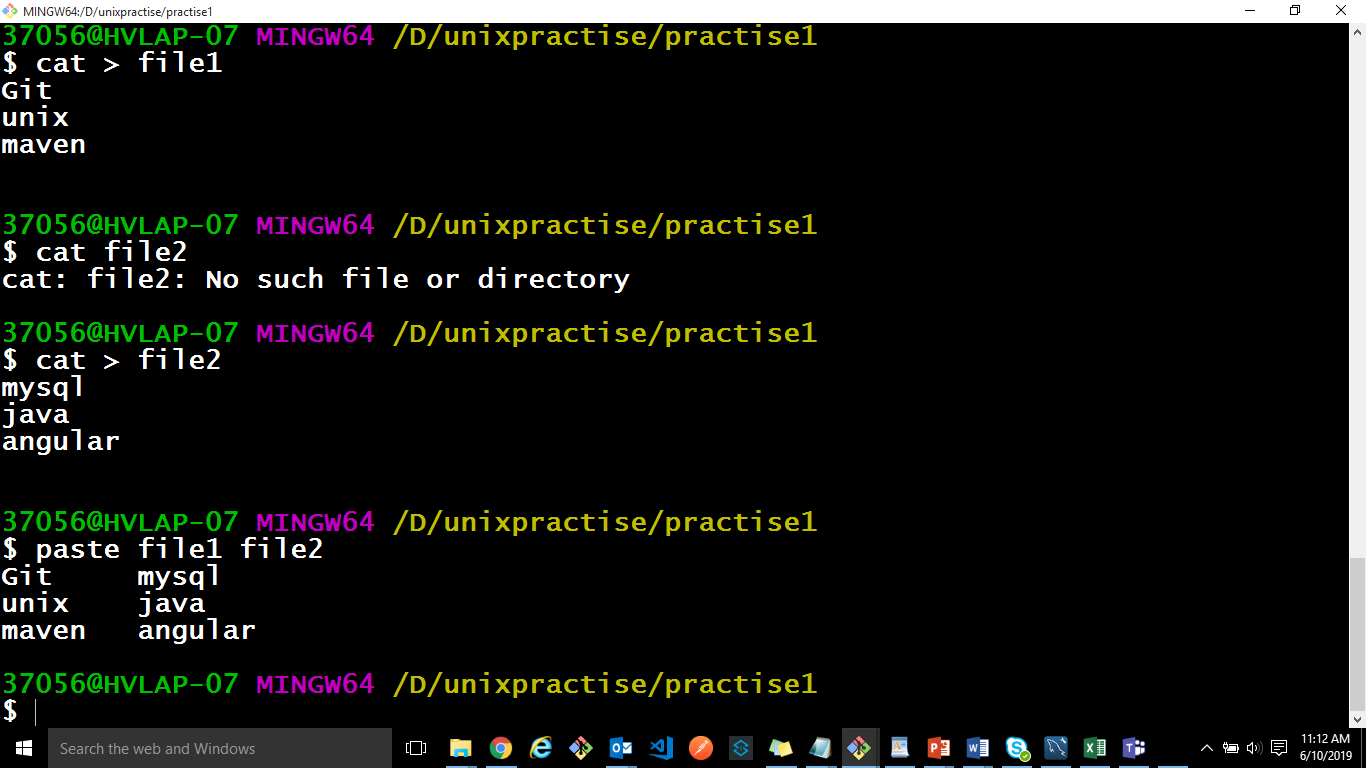 MINGW64:/D/unixpractise/practise1
37056@HVLAP-07 MINGW64 /D/unixpractise/practise1
$ cat > file1
Git
unix
maven
37056@HVLAP-07 MINGW64 /D/unixpractise/practise1
$ cat file2
cat: file2: No such file or directory
37056@HVLAP-07 MINGW64 /D/unixpractise/practise1
$ cat > file2
mysql
java
angular
37056@HVLAP-07 MINGW64 /D/unixpractise/practise1
$ paste file1 file2
Git mysql
unix java
maven angular
37056@HVLAP-07 MINGW64 /D/unixpractise/practise1
$
Search the web and Windows
11:12 AM
6/10/2019